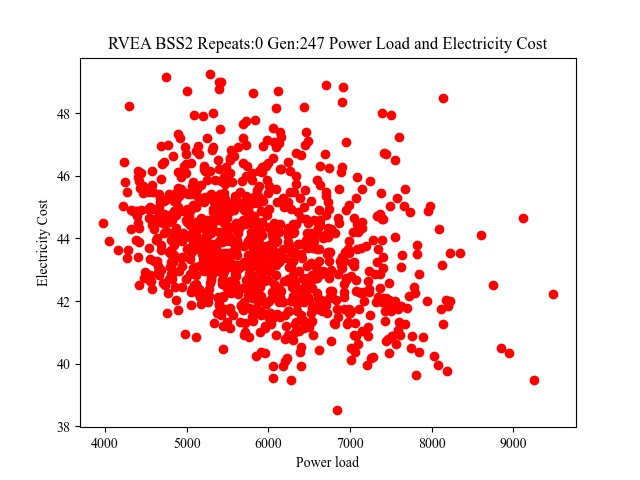 RVEA BSS2 Repeats:0 Gen:247 Power Load and Electricity Cost
48
46
44
42
40
38
Electricity Cost
4000 5000 6000 7000 8000 9000
Power load